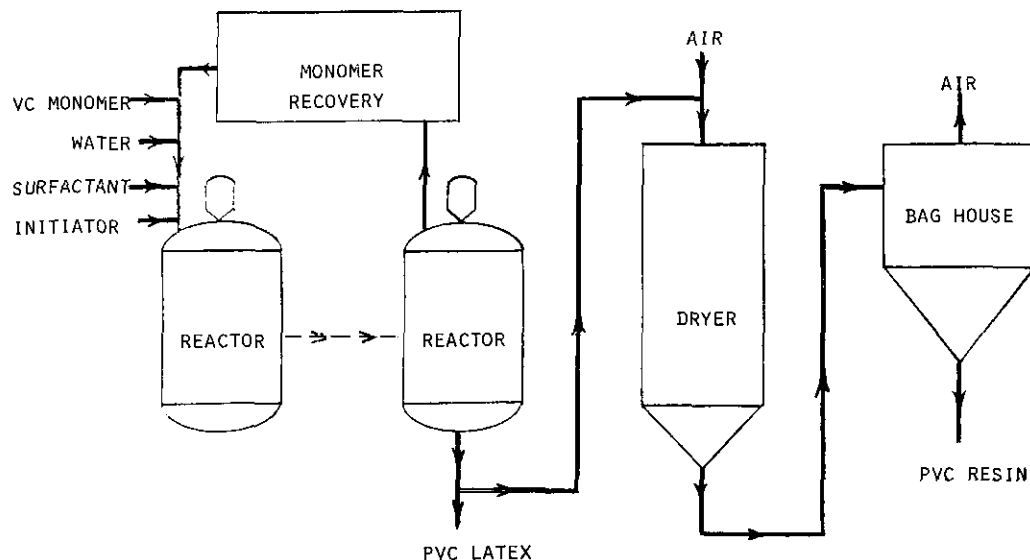 AIR
MONOMER
RECOVERY
AIR
VC MONOMER
WATER
SURFACTANT
INITIATOR
BAG HOUSE
DRYER
REACTOR
REACTOR
PVC RESIN
PVC LATEX